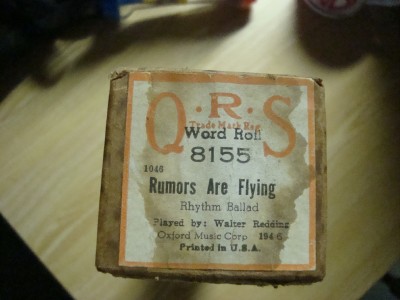 Q·R·S
Trade Mark Reg
Word Roll
8155
1046
Rumors Are Flying
Rhythm Ballad
Played by: Walter Redding
Oxford Music Corp 1946
Printed in U.S.A.